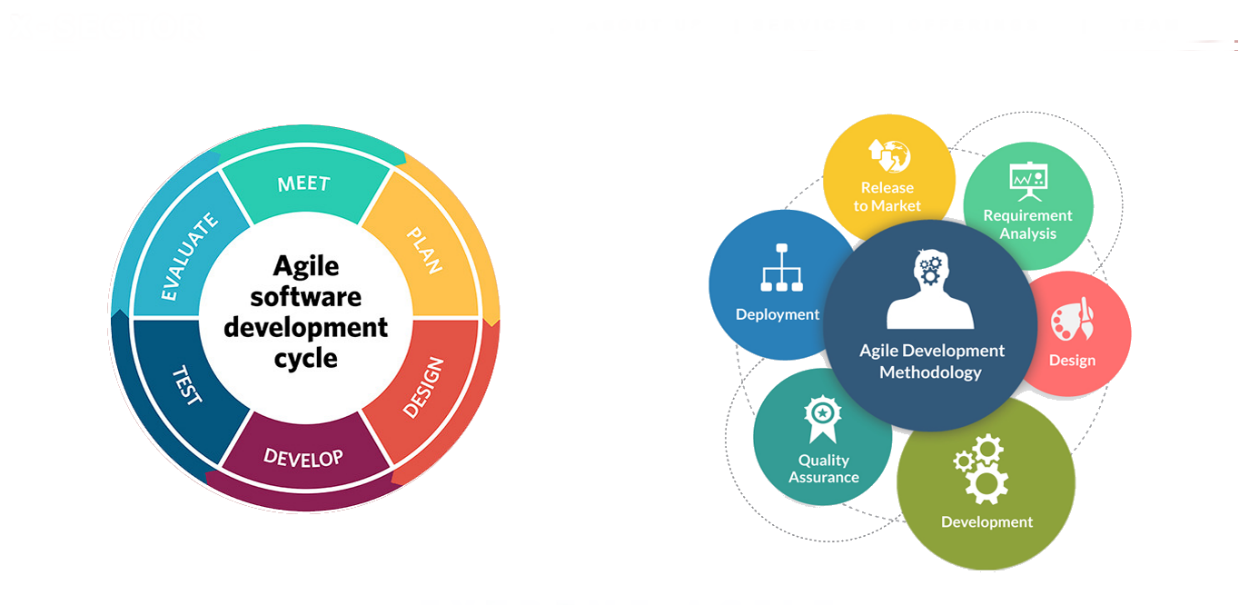 MEET
PLAN
DESIGN
DEVELOP
TEST
EVALUATE
Agile
software
development
cycle
Release
to Market
Requirement
Analysis
Design
Development
Quality
Assurance
Deployment
Agile Development
Methodology